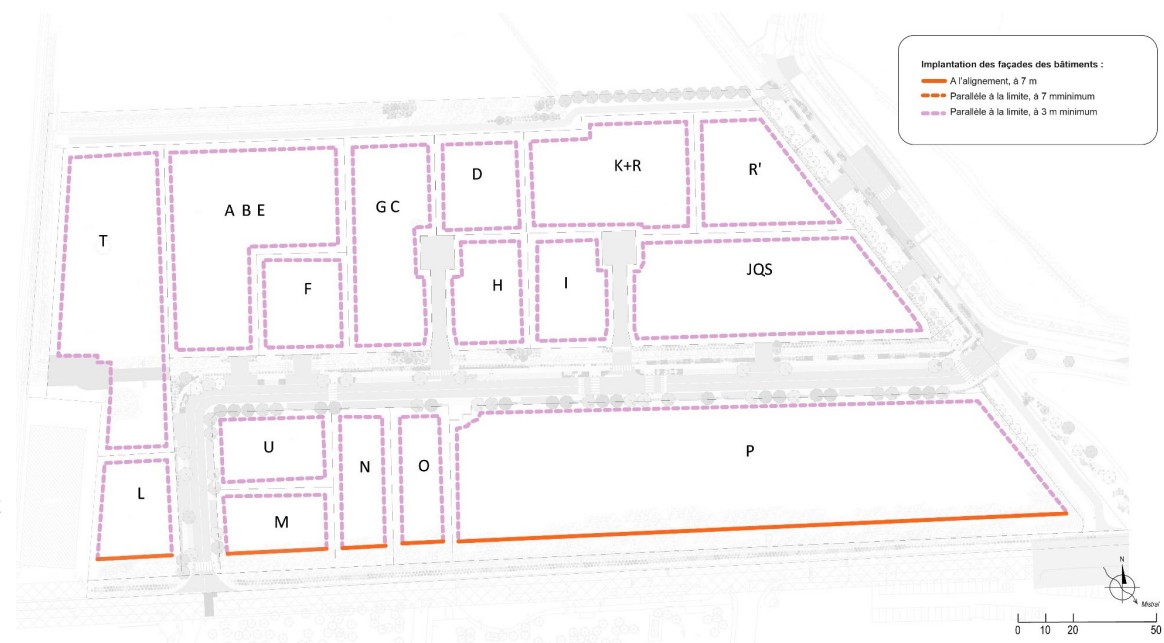 Implantation des façades des bâtiments :
A l'alignement, à 7 m
Parallèle à la limite, à 7 mminimum
Parallèle à la limite, à 3 m minimum
K+R
R'
D
G C
A B E
T
F
H
I
JQS
U
N
O
P
L
M
N
Mistral
0 10 20 50